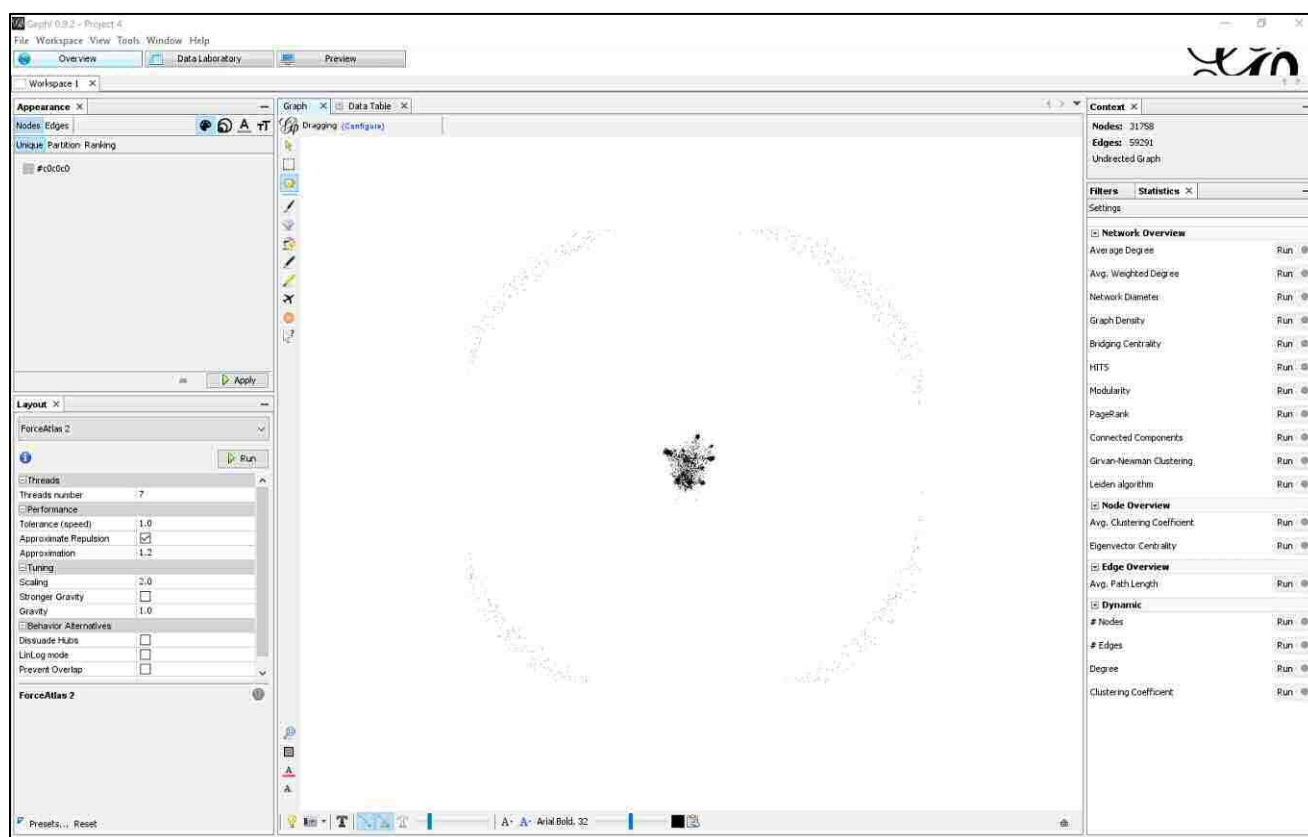 Gephi 0.9.2 - Project 4
File Workspace View Tools Window Help
Overview Data Laboratory Preview
Workspace 1 ×
Appearance ×
Nodes Edges
Unique Partition Ranking
#c0c0c0
Apply
Layout ×
ForceAtlas 2
Run
Threads
Threads number 7
Performance
Tolerance (speed) 1.0
Approximate Repulsion
Approximation 1.2
Tuning
Scaling 2.0
Stronger Gravity
Gravity 1.0
Behavior Alternatives
Dissuade Hubs
LinLog mode
Prevent Overlap
ForceAtlas 2
Presets... Reset
Graph × Data Table ×
Dragging (Configure)
A- A- Arial Bold, 32
Context ×
Nodes: 31758
Edges: 59291
Undirected Graph
Filters Statistics ×
Settings
Network Overview
Average Degree Run
Avg. Weighted Degree Run
Network Diameter Run
Graph Density Run
Bridging Centrality Run
HITS Run
Modularity Run
PageRank Run
Connected Components Run
Girvan-Newman Clustering Run
Leiden algorithm Run
Node Overview
Avg. Clustering Coefficient Run
Eigenvector Centrality Run
Edge Overview
Avg. Path Length Run
Dynamic
# Nodes Run
# Edges Run
Degree Run
Clustering Coefficient Run